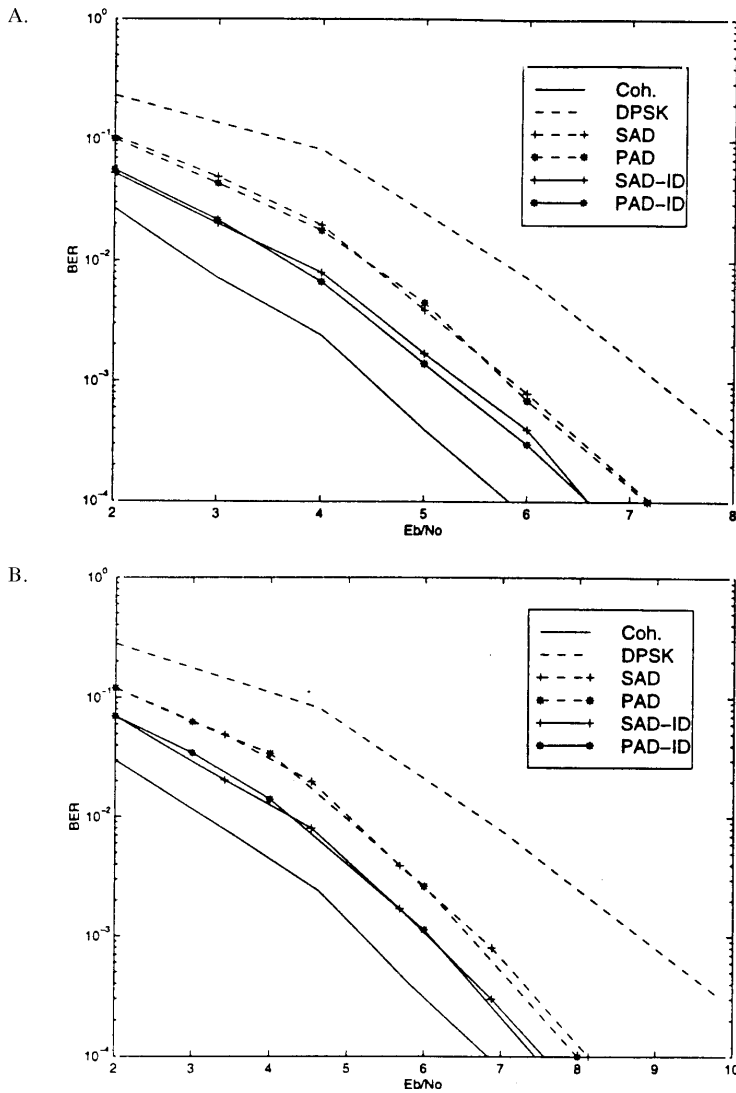 A.
10^0
10^-1
10^-2
10^-3
10^-4
BER
Coh.
DPSK
SAD
PAD
SAD-ID
PAD-ID
2 3 4 5 6 7 8
Eb/No
B.
10^0
10^-1
10^-2
10^-3
10^-4
BER
Coh.
DPSK
SAD
PAD
SAD-ID
PAD-ID
2 3 4 5 6 7 8 9 10
Eb/No